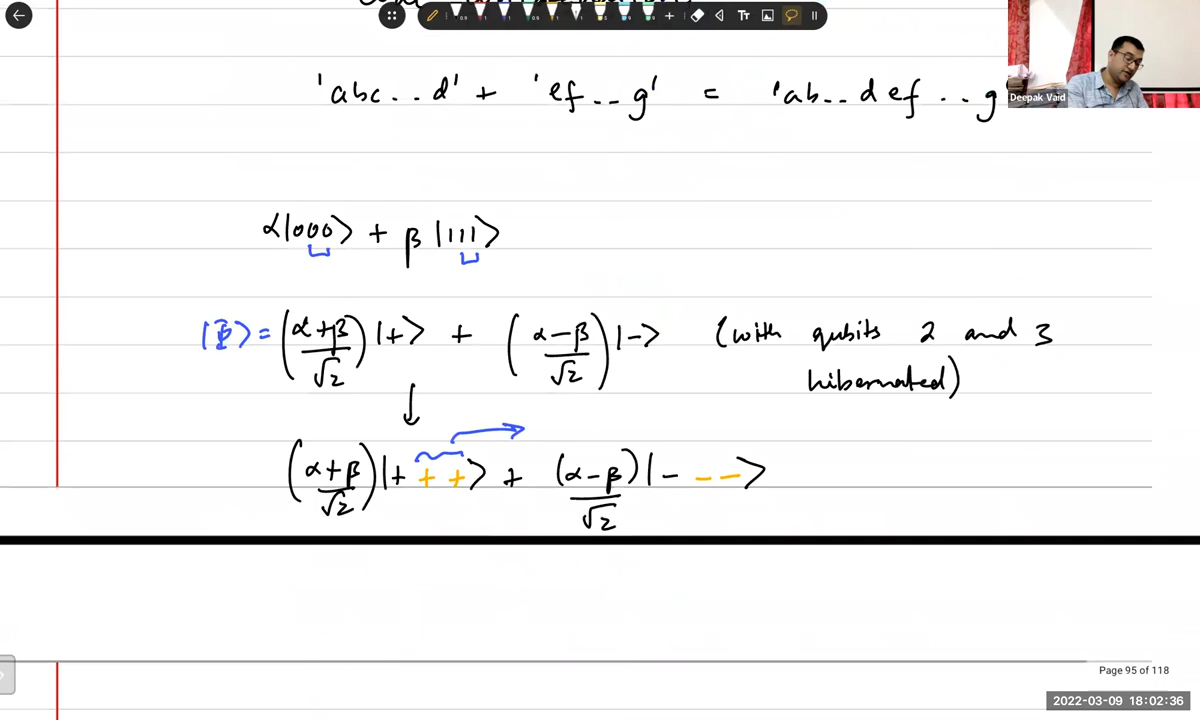 'abc..d' + 'ef..g' = 'ab..def..g
Deepak Vaid
α|000⟩ + β|111⟩
|Φ⟩ = (α+β/√2)|+⟩ + (α−β/√2)|−⟩ (with qubits 2 and 3
hibernated)
↓
(α+β/√2)|+ + +⟩ + (α−β)/√2|− − −⟩
Page 95 of 118
2022-03-09 18:02:36